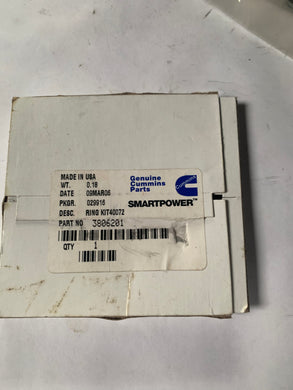 MADE IN USA
WT. 0.18
DATE 09MAR06
PKGR. 029916
DESC. RING KIT40072
PART NO 3806201
QTY 1
Genuine
Cummins
Parts
SMARTPOWER™